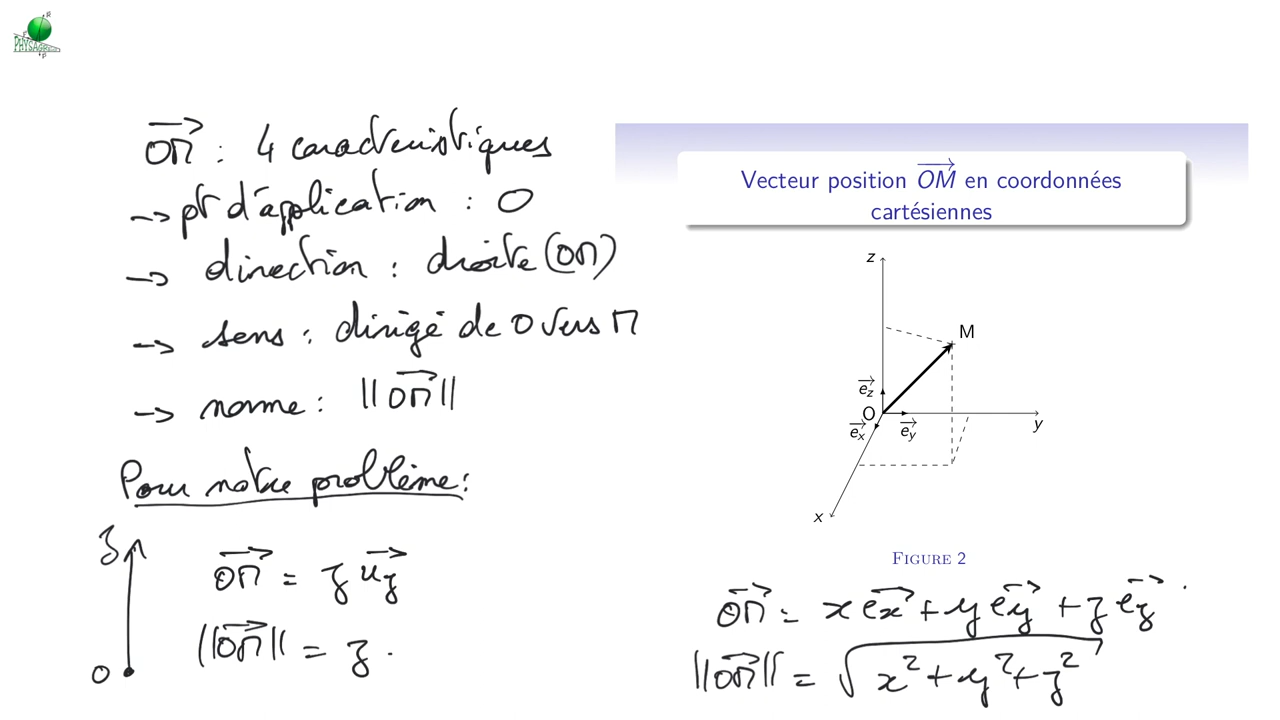 PHYSAGREG
OM : 4 caractéristiques
→ pt d'application : O
→ direction : droite (OM)
→ sens : dirigé de O vers M
→ norme : ||OM||
Pour notre problème :
z
O
OM = z uz
||OM|| = z.
Vecteur position OM en coordonnées
cartésiennes
z
M
ez
O
ex
ey
y
x
FIGURE 2
OM = x ex + y ey + z ez
||OM|| = √x² + y² + z²